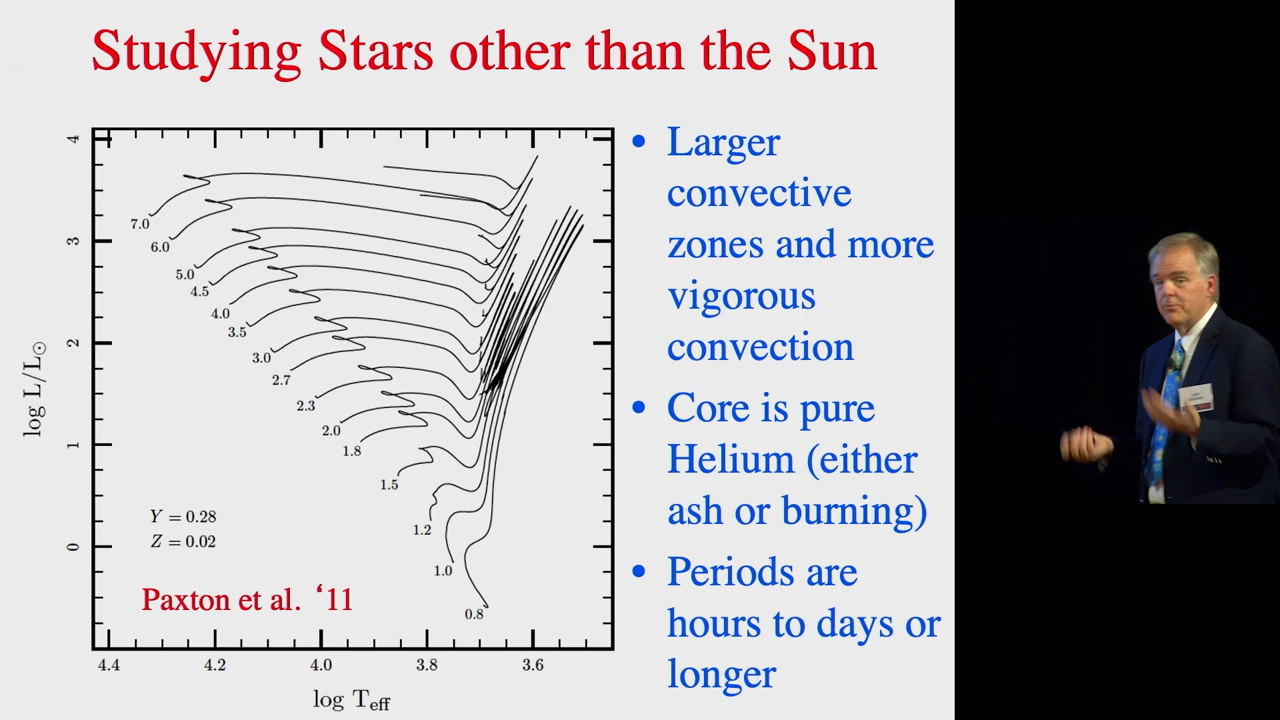 Studying Stars other than the Sun
4
3
2
1
0
log L/L⊙
7.0
6.0
5.0
4.5
4.0
3.5
3.0
2.7
2.3
2.0
1.8
1.5
1.2
1.0
0.8
Y = 0.28
Z = 0.02
Paxton et al. ‘11
4.4 4.2 4.0 3.8 3.6
log Teff
• Larger
convective
zones and more
vigorous
convection
• Core is pure
Helium (either
ash or burning)
• Periods are
hours to days or
longer